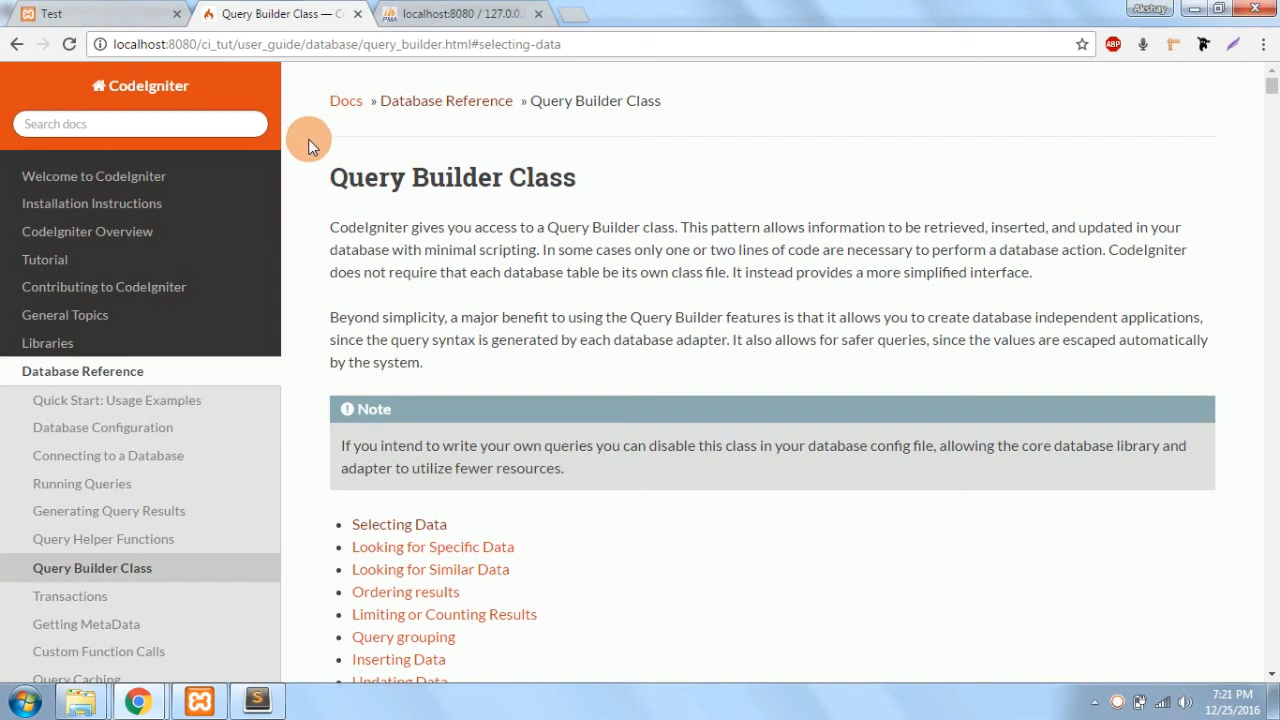 Test
Query Builder Class — Co
localhost:8080 / 127.0.0.
Akshay
localhost:8080/ci_tut/user_guide/database/query_builder.html#selecting-data
ABP
CodeIgniter
Search docs
Welcome to CodeIgniter
Installation Instructions
CodeIgniter Overview
Tutorial
Contributing to CodeIgniter
General Topics
Libraries
Database Reference
Quick Start: Usage Examples
Database Configuration
Connecting to a Database
Running Queries
Generating Query Results
Query Helper Functions
Query Builder Class
Transactions
Getting MetaData
Custom Function Calls
Query Caching
Docs » Database Reference » Query Builder Class
Query Builder Class
CodeIgniter gives you access to a Query Builder class. This pattern allows information to be retrieved, inserted, and updated in your
database with minimal scripting. In some cases only one or two lines of code are necessary to perform a database action. CodeIgniter
does not require that each database table be its own class file. It instead provides a more simplified interface.
Beyond simplicity, a major benefit to using the Query Builder features is that it allows you to create database independent applications,
since the query syntax is generated by each database adapter. It also allows for safer queries, since the values are escaped automatically
by the system.
Note
If you intend to write your own queries you can disable this class in your database config file, allowing the core database library and
adapter to utilize fewer resources.
• Selecting Data
• Looking for Specific Data
• Looking for Similar Data
• Ordering results
• Limiting or Counting Results
• Query grouping
• Inserting Data
• Updating Data
7:21 PM
12/25/2016